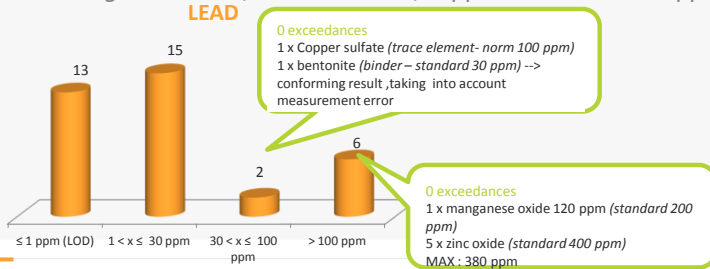 LEAD
0 exceedances
1 x Copper sulfate (trace element- norm 100 ppm)
1 x bentonite (binder – standard 30 ppm) -->
conforming result ,taking into account
measurement error
13
15
2
6
0 exceedances
1 x manganese oxide 120 ppm (standard 200
ppm)
5 x zinc oxide (standard 400 ppm)
MAX : 380 ppm
≤ 1 ppm (LOD)
1 < x ≤ 30 ppm
30 < x ≤ 100
ppm
> 100 ppm